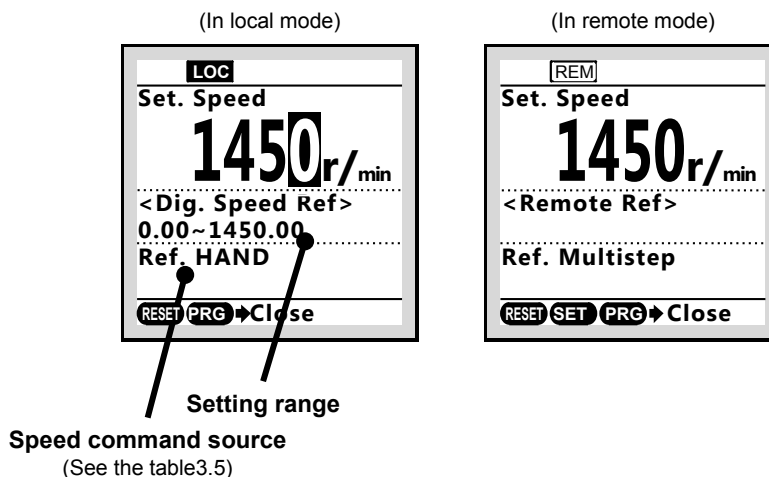 (In local mode)
LOC
Set. Speed
1450r/min
<Dig. Speed Ref>
0.00~1450.00
Ref. HAND
RESET PRG ➡Close
Setting range
Speed command source
(See the table3.5)
(In remote mode)
REM
Set. Speed
1450r/min
<Remote Ref>
Ref. Multistep
RESET SET PRG ➡Close